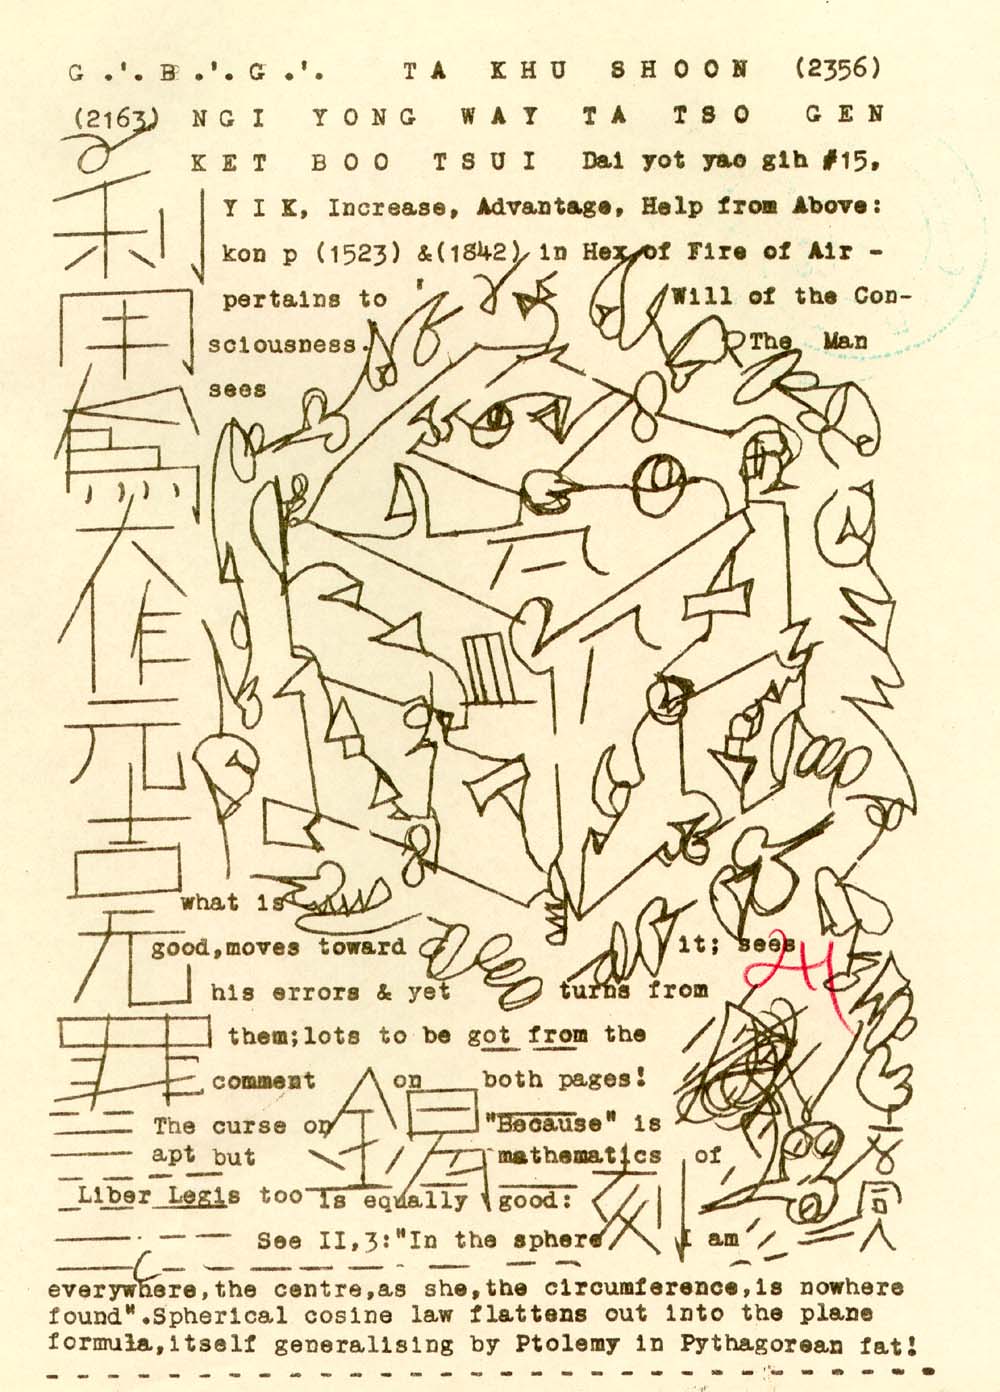 G .'. B .'. G .'. TA KHU SHOON (2356)
(2163) NGI YONG WAY TA TSO GEN
KET BOO TSUI Dai yot yao gih #15,
YIK, Increase, Advantage, Help from Above:
kon p (1523) &(1842) in Hex of Fire of Air -
pertains to Will of the Con-
sciousness. The Man
sees
利
用
為
大
作
元
吉
元
what is
good,moves toward it; sees
24
his errors & yet turns from
them;lots to be got from the
comment on both pages!
The curse on "Because" is
apt but mathematics of
Liber Legis too is equally good:
See II,3:"In the sphere I am
everywhere,the centre,as she,the circumference,is nowhere
found".Spherical cosine law flattens out into the plane
formula,itself generalising by Ptolemy in Pythagorean fat!